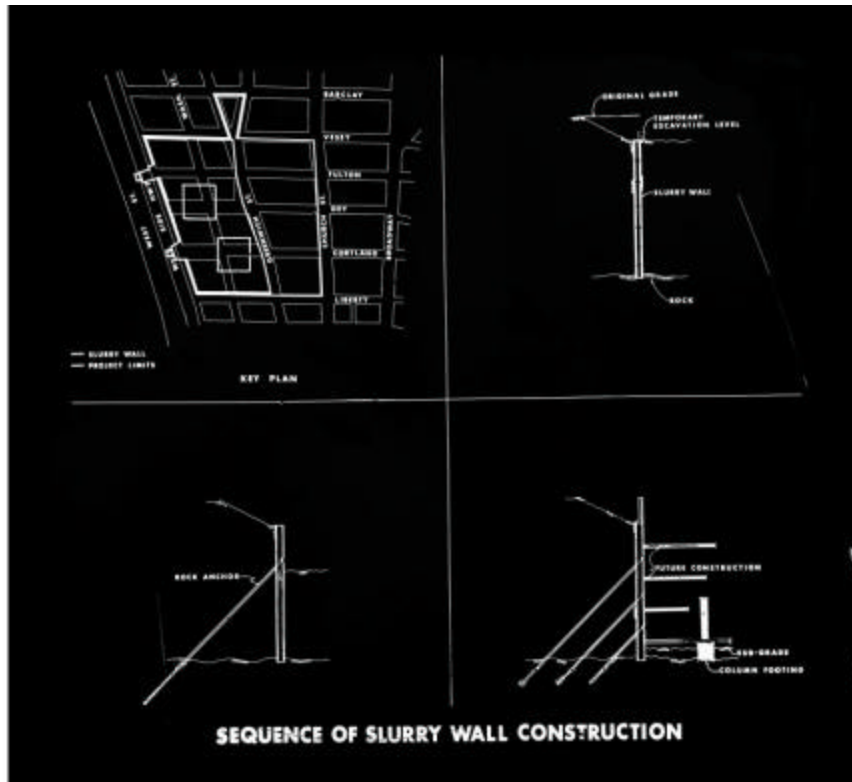 BARCLAY
VESEY
FULTON
DEY
CORTLAND
LIBERTY
CHURCH ST.
BROADWAY
GREENWICH ST.
WASH. ST.
WEST ST.
SLURRY WALL
PROJECT LIMITS
KEY PLAN
ORIGINAL GRADE
TEMPORARY
EXCAVATION LEVEL
SLURRY WALL
ROCK
ROCK ANCHOR
FUTURE CONSTRUCTION
SUB-GRADE
COLUMN FOOTING
SEQUENCE OF SLURRY WALL CONSTRUCTION